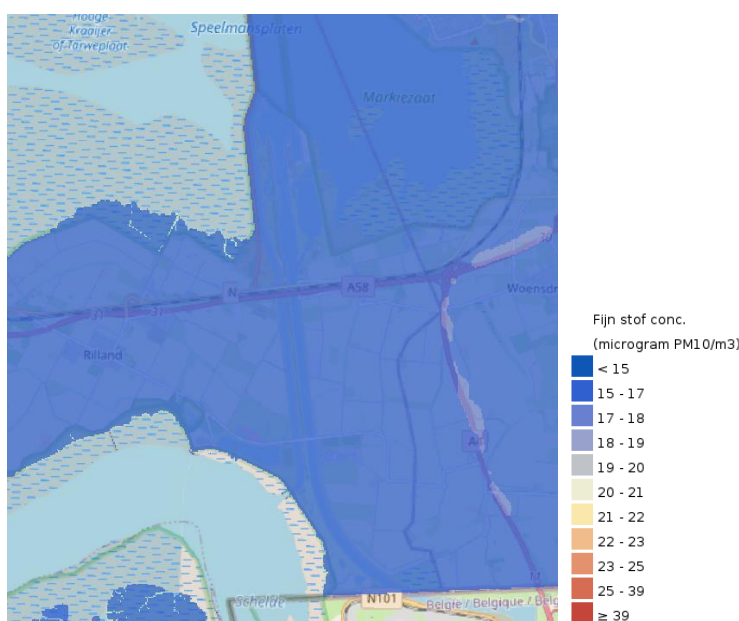 Hooge
Kraaijer
of Tarweplaat
Speelmansplaten
Markiezaat
N
A58
Woensdr
31
31
Rilland
Fijn stof conc.
(microgram PM10/m3)
< 15
15 - 17
17 - 18
18 - 19
19 - 20
20 - 21
21 - 22
22 - 23
23 - 25
25 - 39
≥ 39
Schelde
N101
België / Belgique / Belg